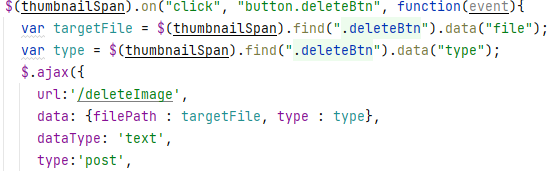 $(thumbnailSpan).on("click", "button.deleteBtn", function(event){
var targetFile = $(thumbnailSpan).find(".deleteBtn").data("file");
var type = $(thumbnailSpan).find(".deleteBtn").data("type");
$.ajax({
url:'/deleteImage',
data: {filePath : targetFile, type : type},
dataType: 'text',
type:'post',